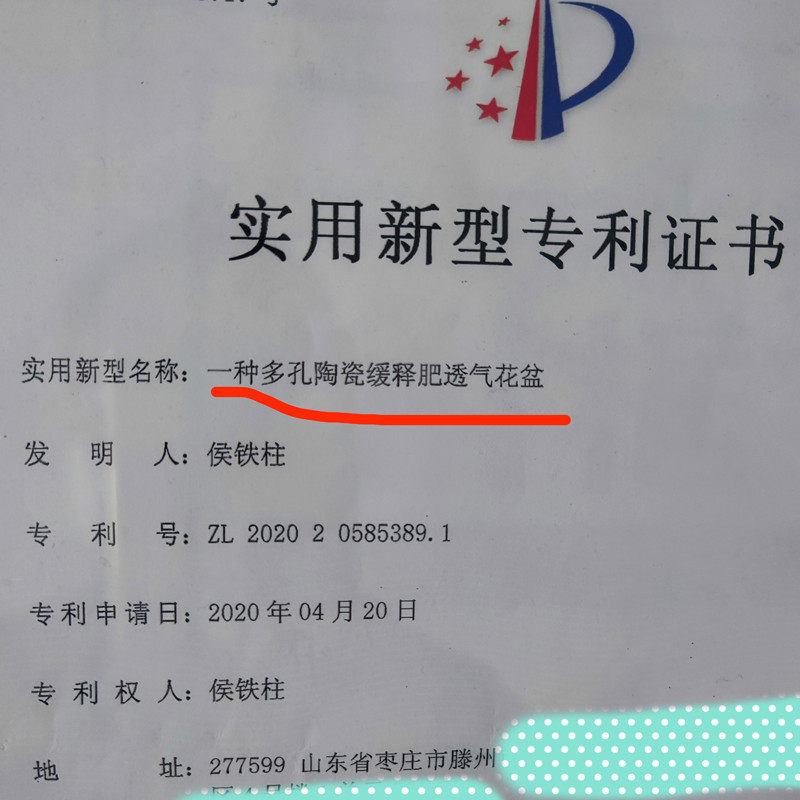 实用新型专利证书
实用新型名称：一种多孔陶瓷缓释肥透气花盆
发明人：侯铁柱
专利号：ZL 2020 2 0585389.1
专利申请日：2020年04月20日
专利权人：侯铁柱
地址：277599 山东省枣庄市滕州